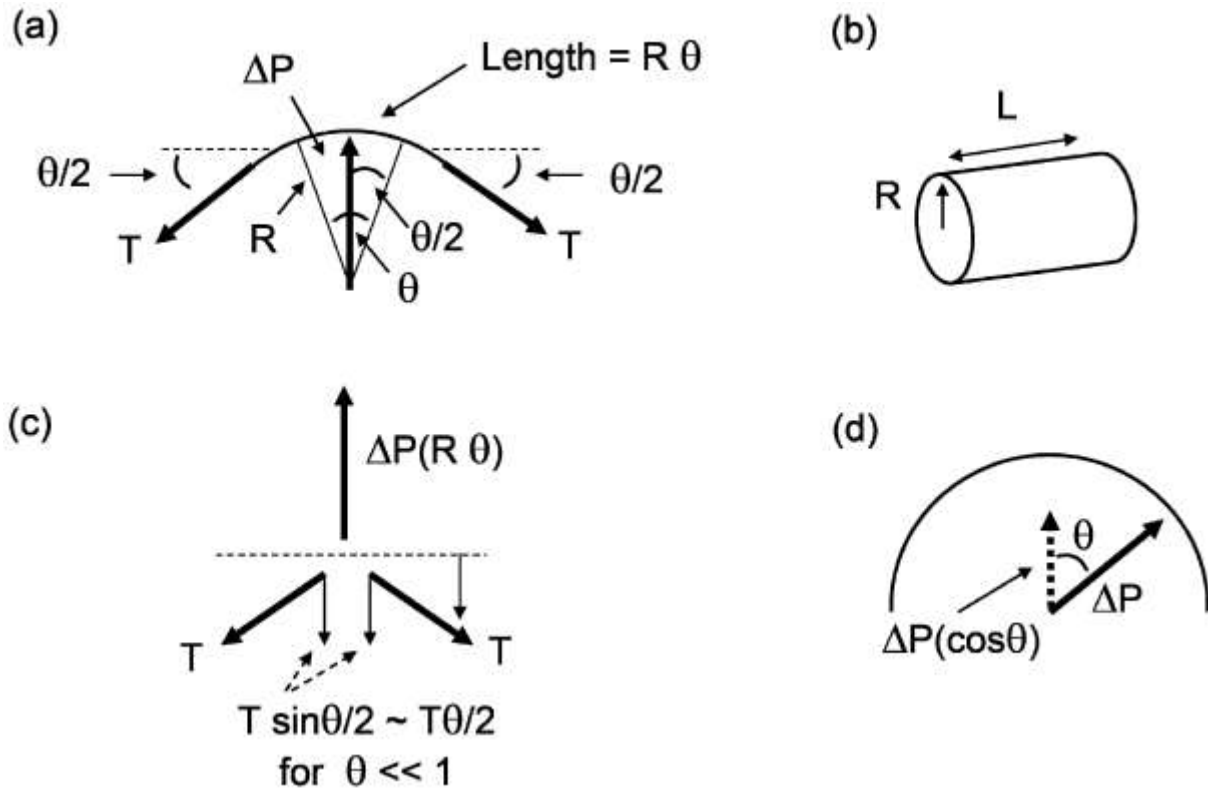 (a)
ΔP
Length = R θ
θ/2
θ/2
T
R
θ/2
T
θ
(b)
L
R
(c)
ΔP(R θ)
T
T
T sinθ/2 ~ Tθ/2
for θ << 1
(d)
θ
ΔP
ΔP(cosθ)